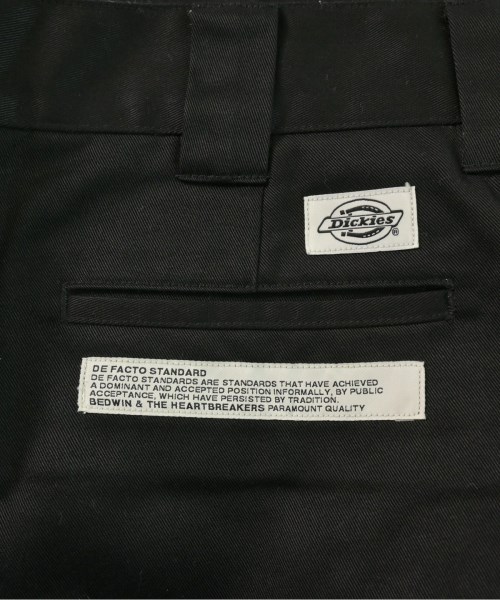 Dickies
®
DE FACTO STANDARD
DE FACTO STANDARDS ARE STANDARDS THAT HAVE ACHIEVED
A DOMINANT AND ACCEPTED POSITION INFORMALLY, BY PUBLIC
ACCEPTANCE, WHICH HAVE PERSISTED BY TRADITION.
BEDWIN & THE HEARTBREAKERS PARAMOUNT QUALITY